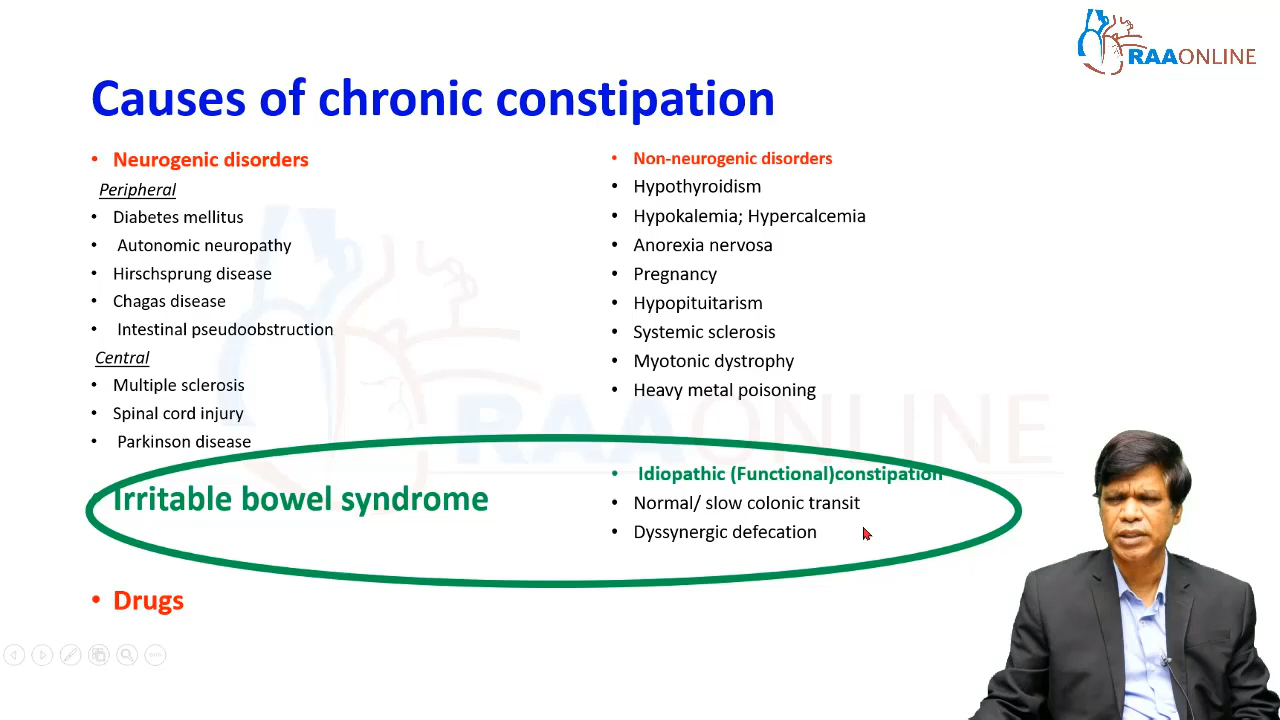 RAAONLINE
Causes of chronic constipation
• Neurogenic disorders
Peripheral
• Diabetes mellitus
• Autonomic neuropathy
• Hirschsprung disease
• Chagas disease
• Intestinal pseudoobstruction
Central
• Multiple sclerosis
• Spinal cord injury
• Parkinson disease
Irritable bowel syndrome
• Drugs
• Non-neurogenic disorders
• Hypothyroidism
• Hypokalemia; Hypercalcemia
• Anorexia nervosa
• Pregnancy
• Hypopituitarism
• Systemic sclerosis
• Myotonic dystrophy
• Heavy metal poisoning
• Idiopathic (Functional)constipation
• Normal/ slow colonic transit
• Dyssynergic defecation
RAAONLINE